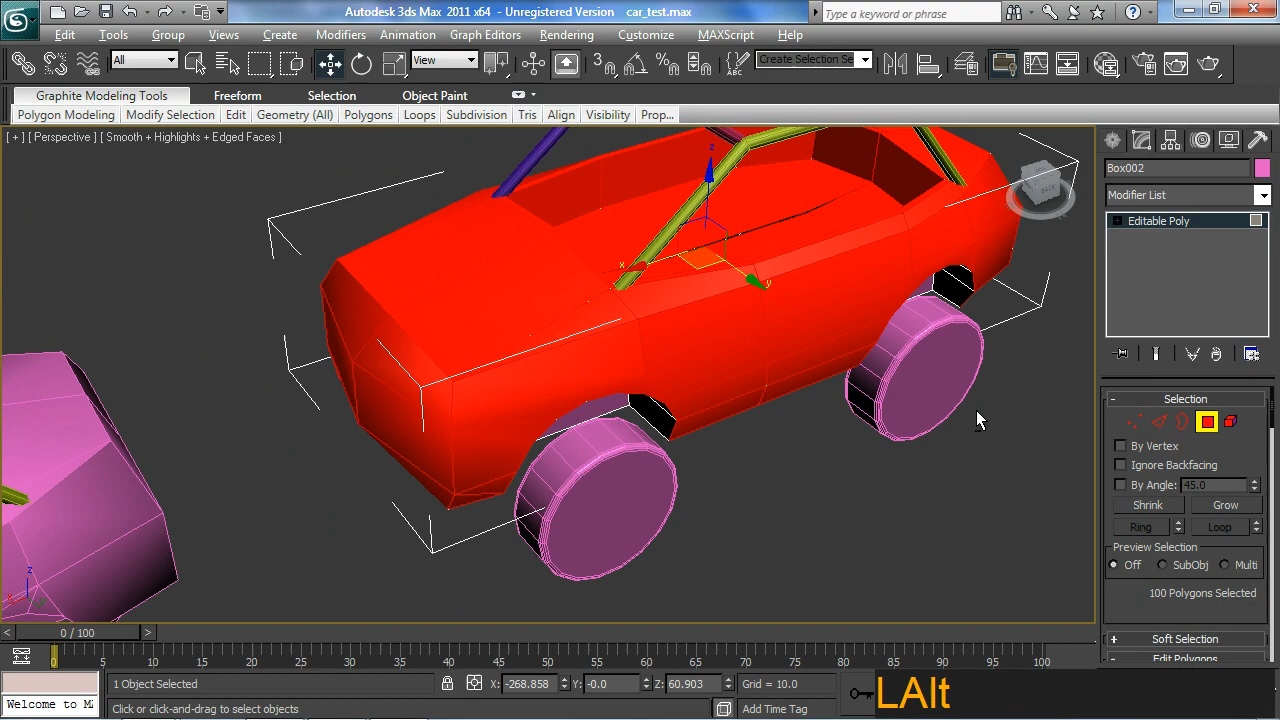 Autodesk 3ds Max 2011 x64 - Unregistered Version car_test.max
Type a keyword or phrase
Edit Tools Group Views Create Modifiers Animation Graph Editors Rendering Customize MAXScript Help
All View Create Selection Se
Graphite Modeling Tools Freeform Selection Object Paint
Polygon Modeling Modify Selection Edit Geometry (All) Polygons Loops Subdivision Tris Align Visibility Prop...
[ + ] [ Perspective ] [ Smooth + Highlights + Edged Faces ]
Box002
Modifier List
Editable Poly
z
x
y
BACK
- Selection
By Vertex
Ignore Backfacing
By Angle: 45.0
Shrink Grow
Ring Loop
Preview Selection
Off SubObj Multi
100 Polygons Selected
+ Soft Selection
- Edit Polygons
z
x
< 0 / 100 >
0 5 10 15 20 25 30 35 40 45 50 55 60 65 70 75 80 85 90 95 100
1 Object Selected X: -268.858 Y: -0.0 Z: 60.903 Grid = 10.0
Welcome to M Click or click-and-drag to select objects Add Time Tag
LAlt